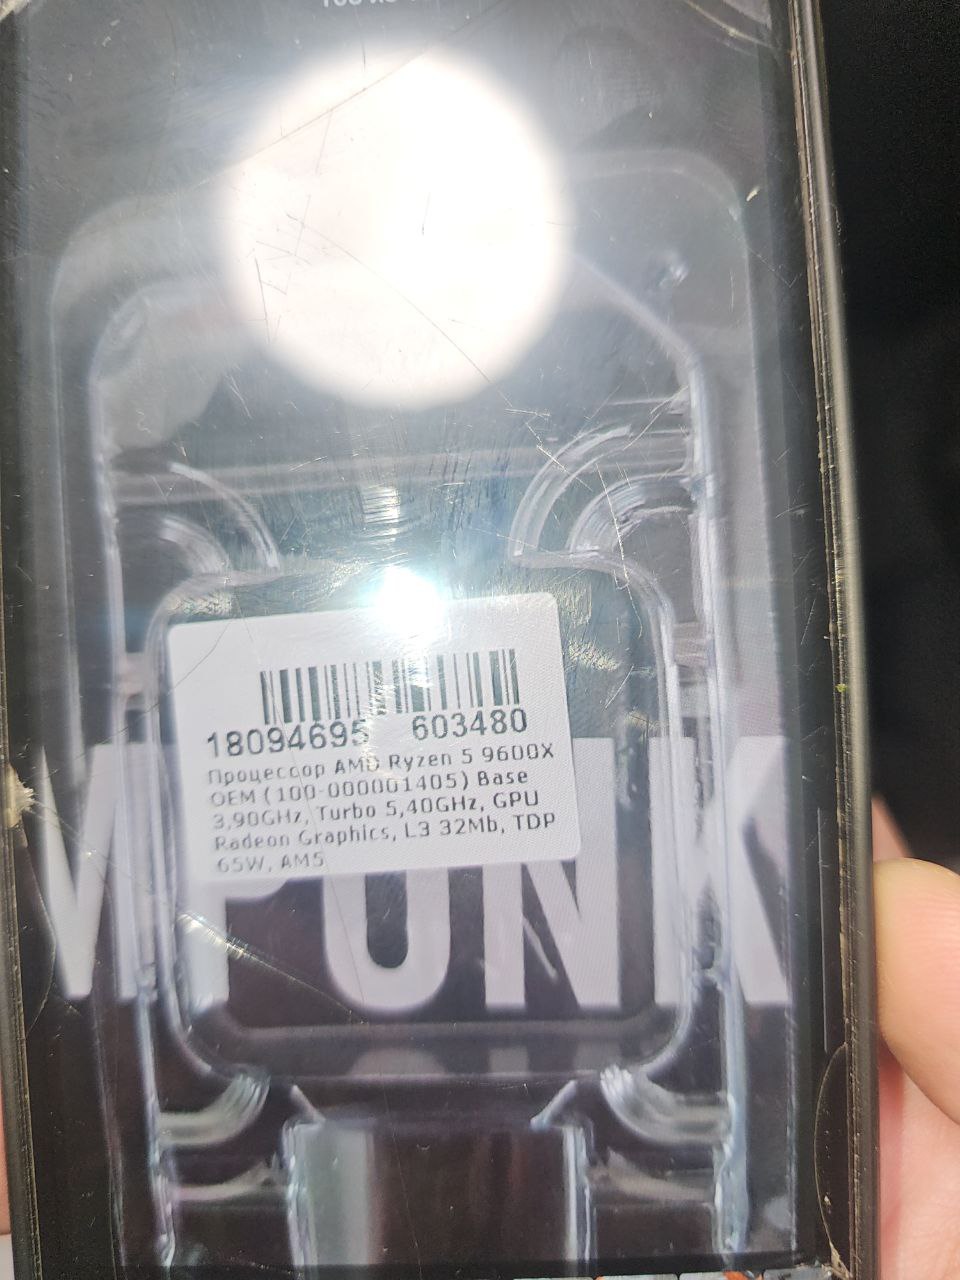 18094695 603480
Процессор AMD Ryzen 5 9600X
OEM (100-000001405) Base
3,90GHz, Turbo 5,40GHz, GPU
Radeon Graphics, L3 32Mb, TDP
65W, AM5